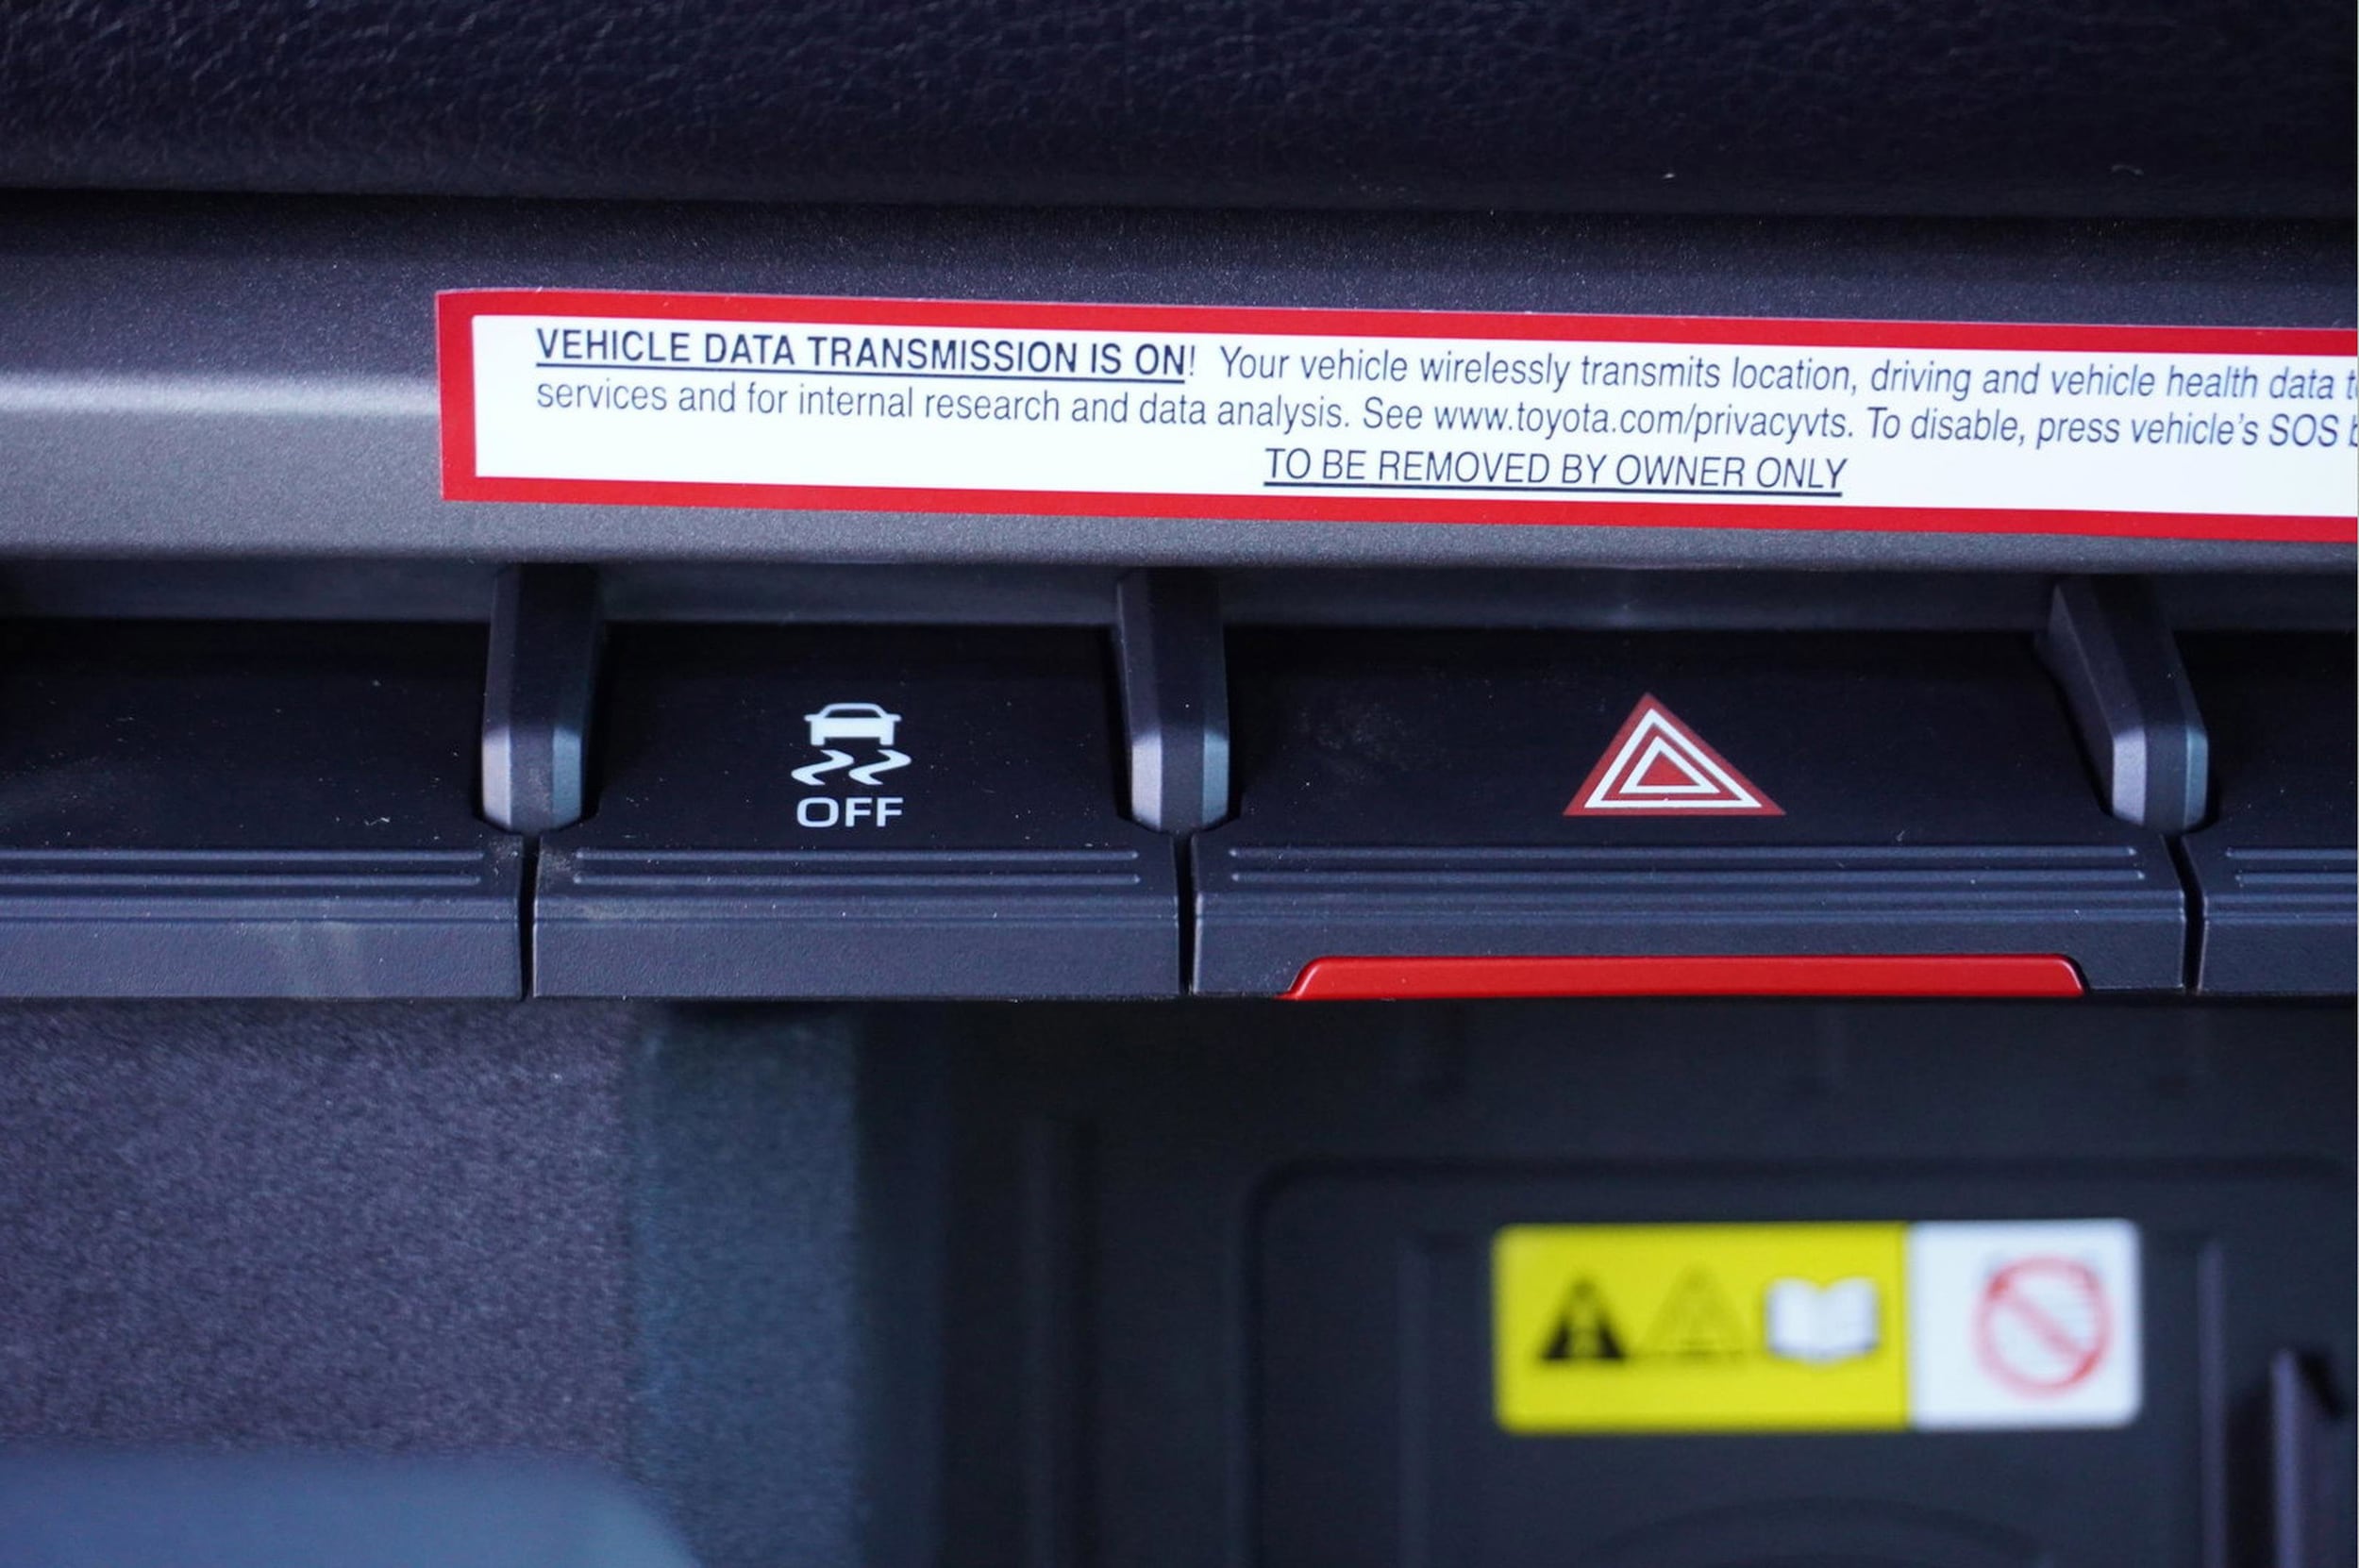 VEHICLE DATA TRANSMISSION IS ON! Your vehicle wirelessly transmits location, driving and vehicle health data
services and for internal research and data analysis. See www.toyota.com/privacyvts. To disable, press vehicle's SOS
TO BE REMOVED BY OWNER ONLY
OFF